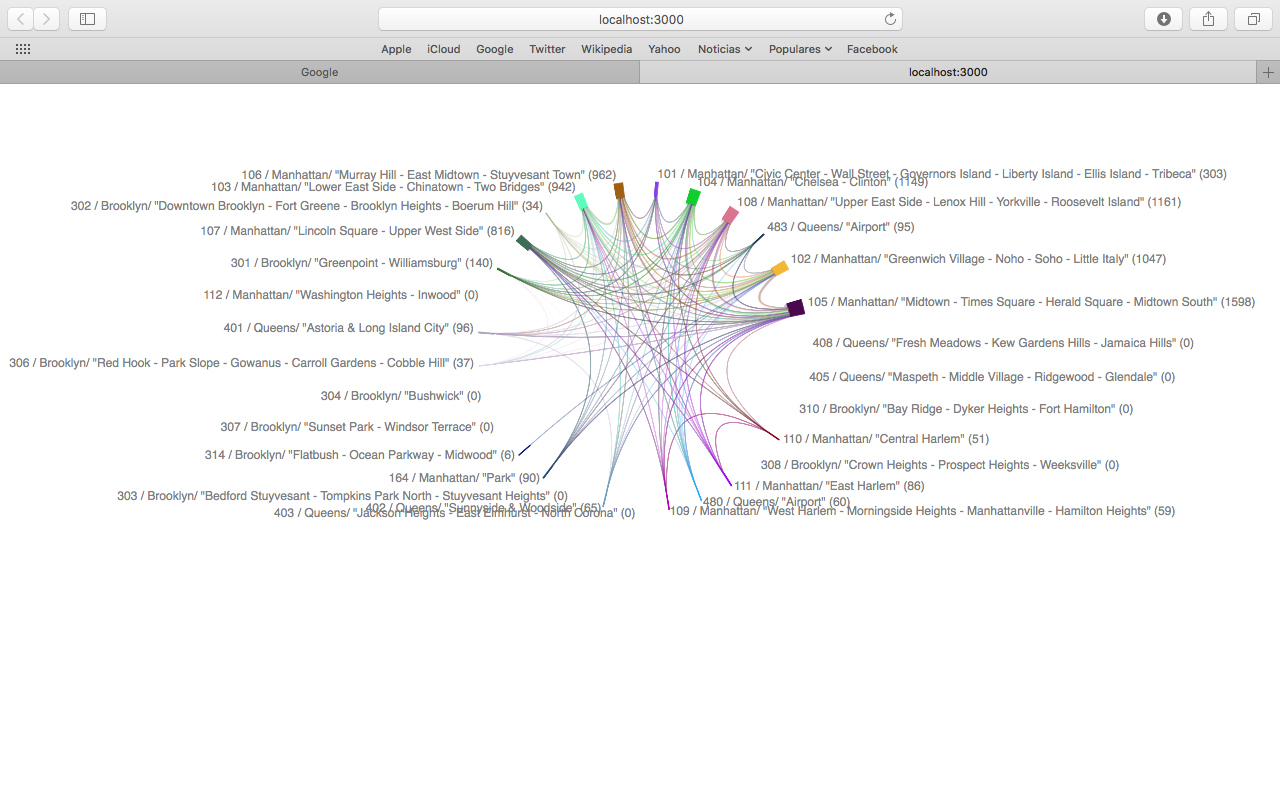 localhost:3000
Apple iCloud Google Twitter Wikipedia Yahoo Noticias Populares Facebook
Google
localhost:3000
106 / Manhattan/ "Murray Hill - East Midtown - Stuyvesant Town" (962)
101 / Manhattan/ "Civic Center - Wall Street - Governors Island - Liberty Island - Ellis Island - Tribeca" (303)
104 / Manhattan/ "Chelsea - Clinton" (1149)
103 / Manhattan/ "Lower East Side - Chinatown - Two Bridges" (942)
108 / Manhattan/ "Upper East Side - Lenox Hill - Yorkville - Roosevelt Island" (1161)
302 / Brooklyn/ "Downtown Brooklyn - Fort Greene - Brooklyn Heights - Boerum Hill" (34)
483 / Queens/ "Airport" (95)
107 / Manhattan/ "Lincoln Square - Upper West Side" (816)
102 / Manhattan/ "Greenwich Village - Noho - Soho - Little Italy" (1047)
301 / Brooklyn/ "Greenpoint - Williamsburg" (140)
112 / Manhattan/ "Washington Heights - Inwood" (0)
105 / Manhattan/ "Midtown - Times Square - Herald Square - Midtown South" (1598)
401 / Queens/ "Astoria & Long Island City" (96)
408 / Queens/ "Fresh Meadows - Kew Gardens Hills - Jamaica Hills" (0)
306 / Brooklyn/ "Red Hook - Park Slope - Gowanus - Carroll Gardens - Cobble Hill" (37)
405 / Queens/ "Maspeth - Middle Village - Ridgewood - Glendale" (0)
304 / Brooklyn/ "Bushwick" (0)
310 / Brooklyn/ "Bay Ridge - Dyker Heights - Fort Hamilton" (0)
307 / Brooklyn/ "Sunset Park - Windsor Terrace" (0)
110 / Manhattan/ "Central Harlem" (51)
314 / Brooklyn/ "Flatbush - Ocean Parkway - Midwood" (6)
308 / Brooklyn/ "Crown Heights - Prospect Heights - Weeksville" (0)
164 / Manhattan/ "Park" (90)
111 / Manhattan/ "East Harlem" (86)
303 / Brooklyn/ "Bedford Stuyvesant - Tompkins Park North - Stuyvesant Heights" (0)
480 / Queens/ "Airport" (60)
402 / Queens/ "Sunnyside & Woodside" (65)
403 / Queens/ "Jackson Heights - East Elmhurst - North Corona" (0)
109 / Manhattan/ "West Harlem - Morningside Heights - Manhattanville - Hamilton Heights" (59)